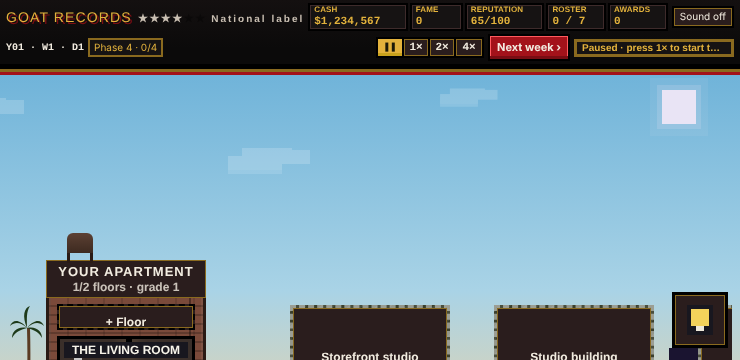 GOAT RECORDS ★★★★★★ National label
CASH
$1,234,567
FAME
0
REPUTATION
65/100
ROSTER
0 / 7
AWARDS
0
Sound off
Y01 · W1 · D1
Phase 4 · 0/4
1×
2×
4×
Next week ›
Paused · press 1× to start t…
YOUR APARTMENT
1/2 floors · grade 1
+ Floor
THE LIVING ROOM
Storefront studio
Studio building